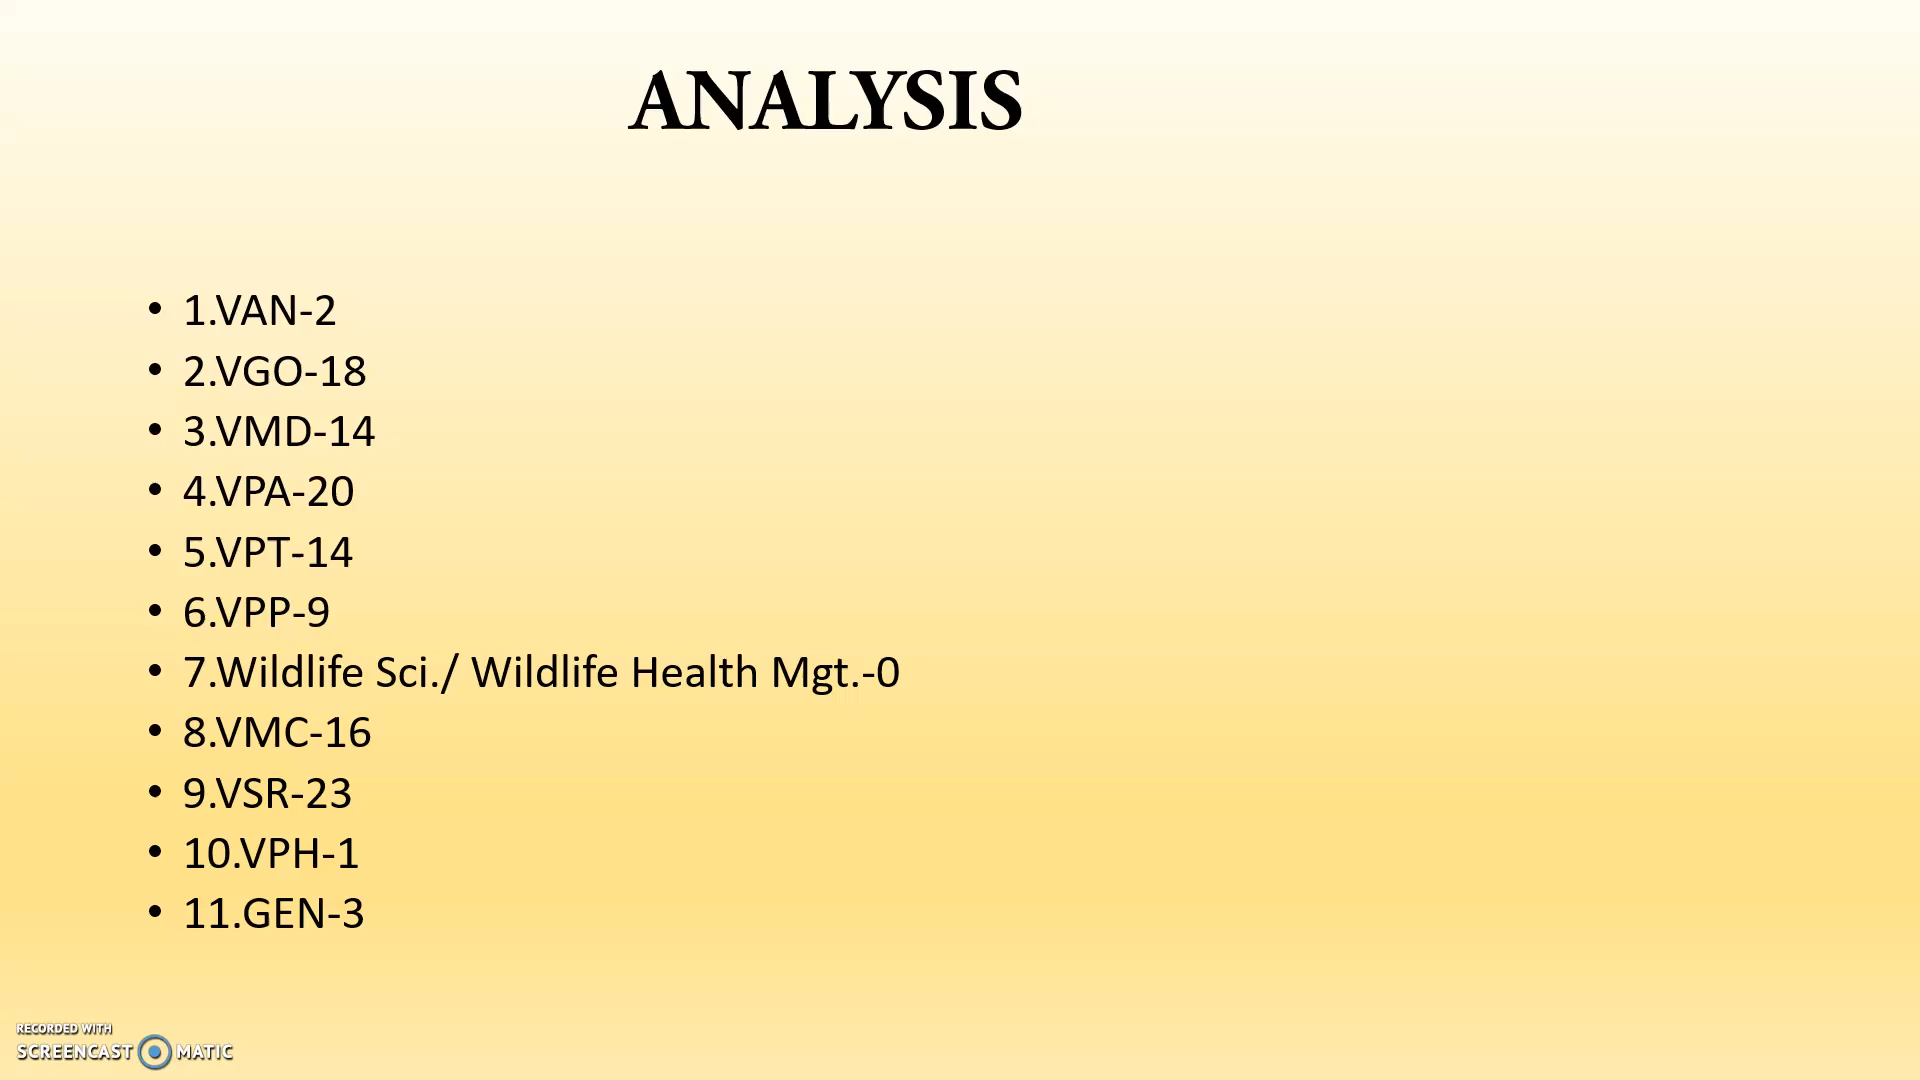 ANALYSIS
• 1.VAN-2
• 2.VGO-18
• 3.VMD-14
• 4.VPA-20
• 5.VPT-14
• 6.VPP-9
• 7.Wildlife Sci./ Wildlife Health Mgt.-0
• 8.VMC-16
• 9.VSR-23
• 10.VPH-1
• 11.GEN-3
RECORDED WITH
SCREENCAST MATIC